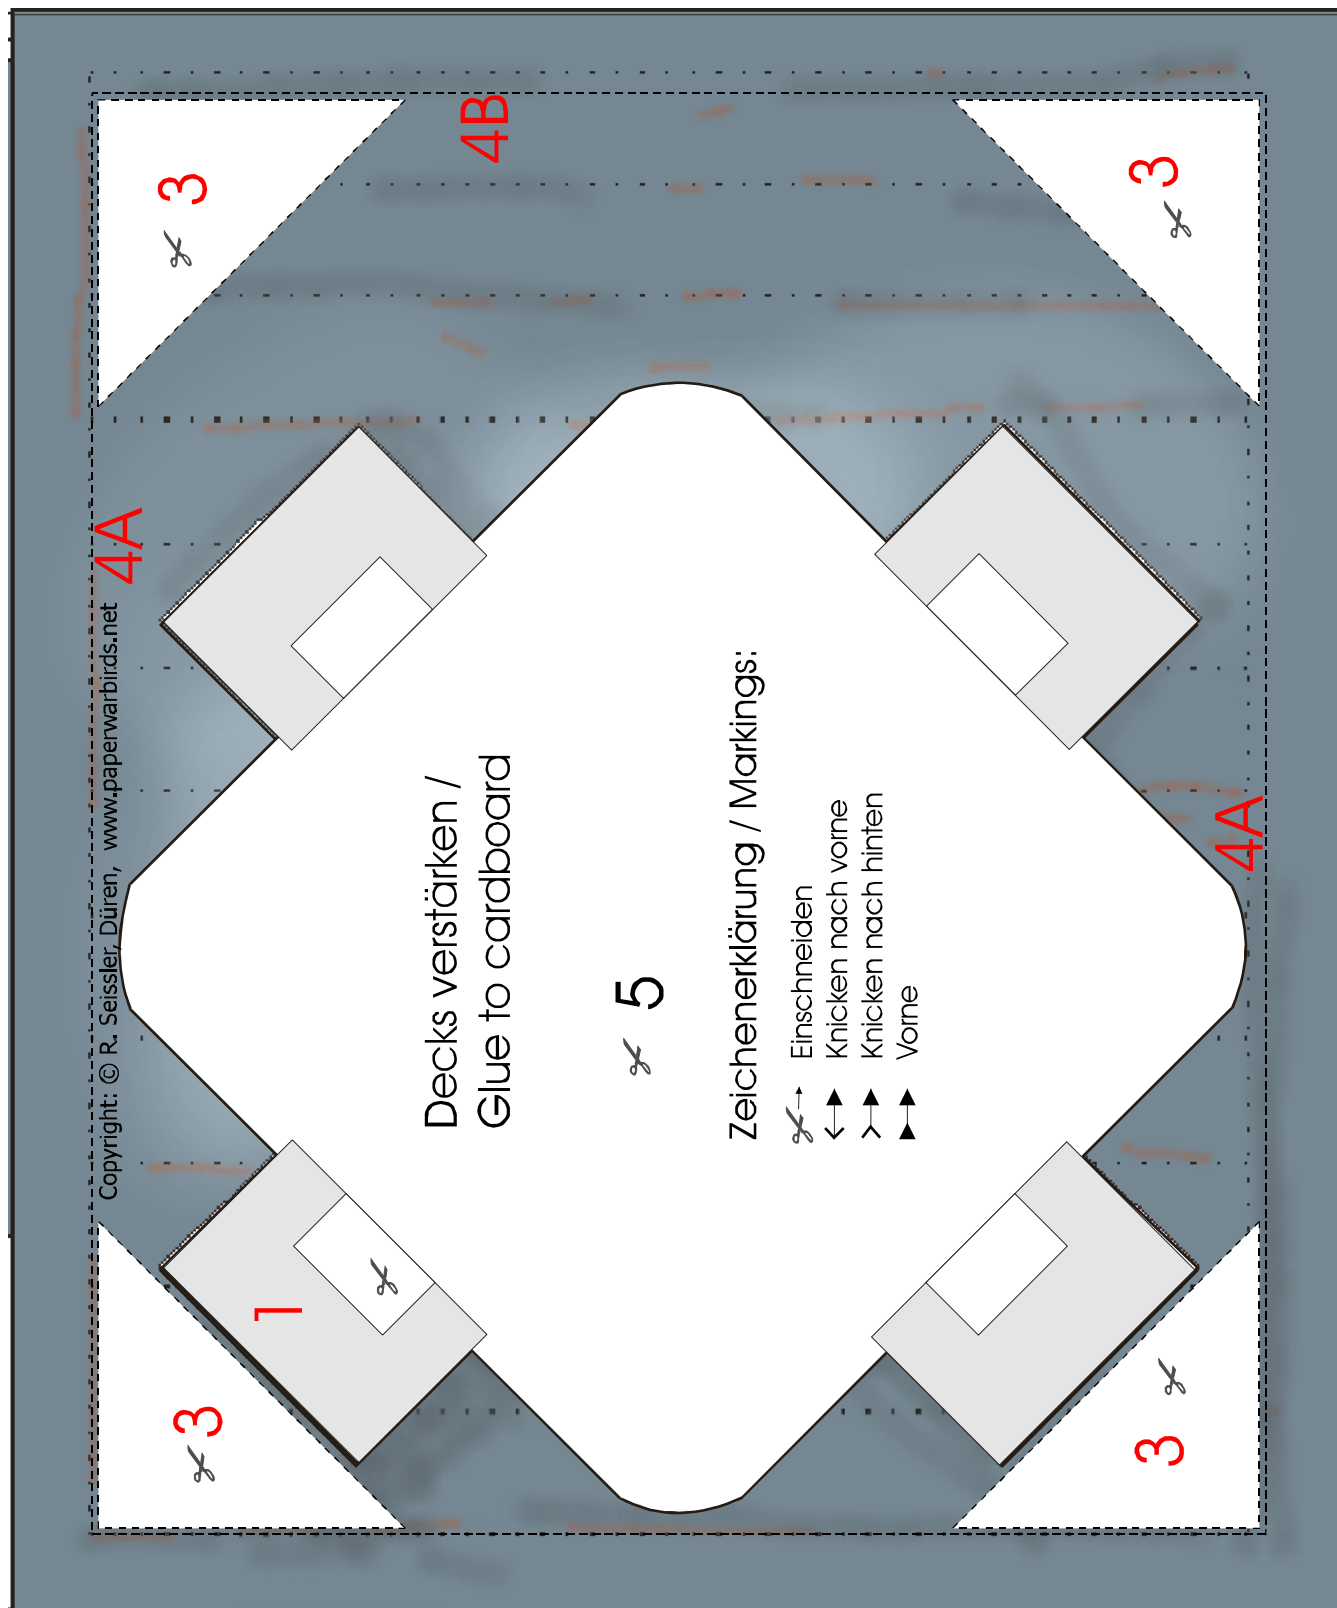 Copyright: © R. Seissler, Düren, www.paperwarbirds.net
4A
3
3
1
Decks verstärken /
Glue to cardboard
4B
5
Zeichenerklärung / Markings:
Einschneiden
Knicken nach vorne
Knicken nach hinten
Vorne
3
3
4A